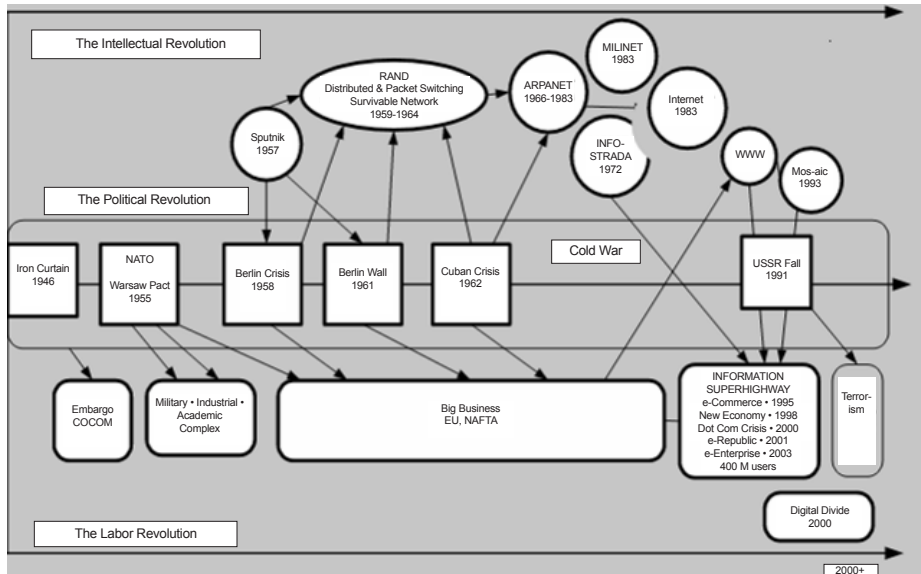 The Intellectual Revolution
RAND
Distributed & Packet Switching
Survivable Network
1959-1964
ARPANET
1966-1983
MILINET
1983
Internet
1983
Sputnik
1957
INFO-
STRADA
1972
WWW
Mos-aic
1993
The Political Revolution
Cold War
Iron Curtain
1946
NATO
Warsaw Pact
1955
Berlin Crisis
1958
Berlin Wall
1961
Cuban Crisis
1962
USSR Fall
1991
Embargo
COCOM
Military • Industrial •
Academic
Complex
Big Business
EU, NAFTA
INFORMATION
SUPERHIGHWAY
e-Commerce • 1995
New Economy • 1998
Dot Com Crisis • 2000
e-Republic • 2001
e-Enterprise • 2003
400 M users
Terror-
ism
Digital Divide
2000
The Labor Revolution
2000+